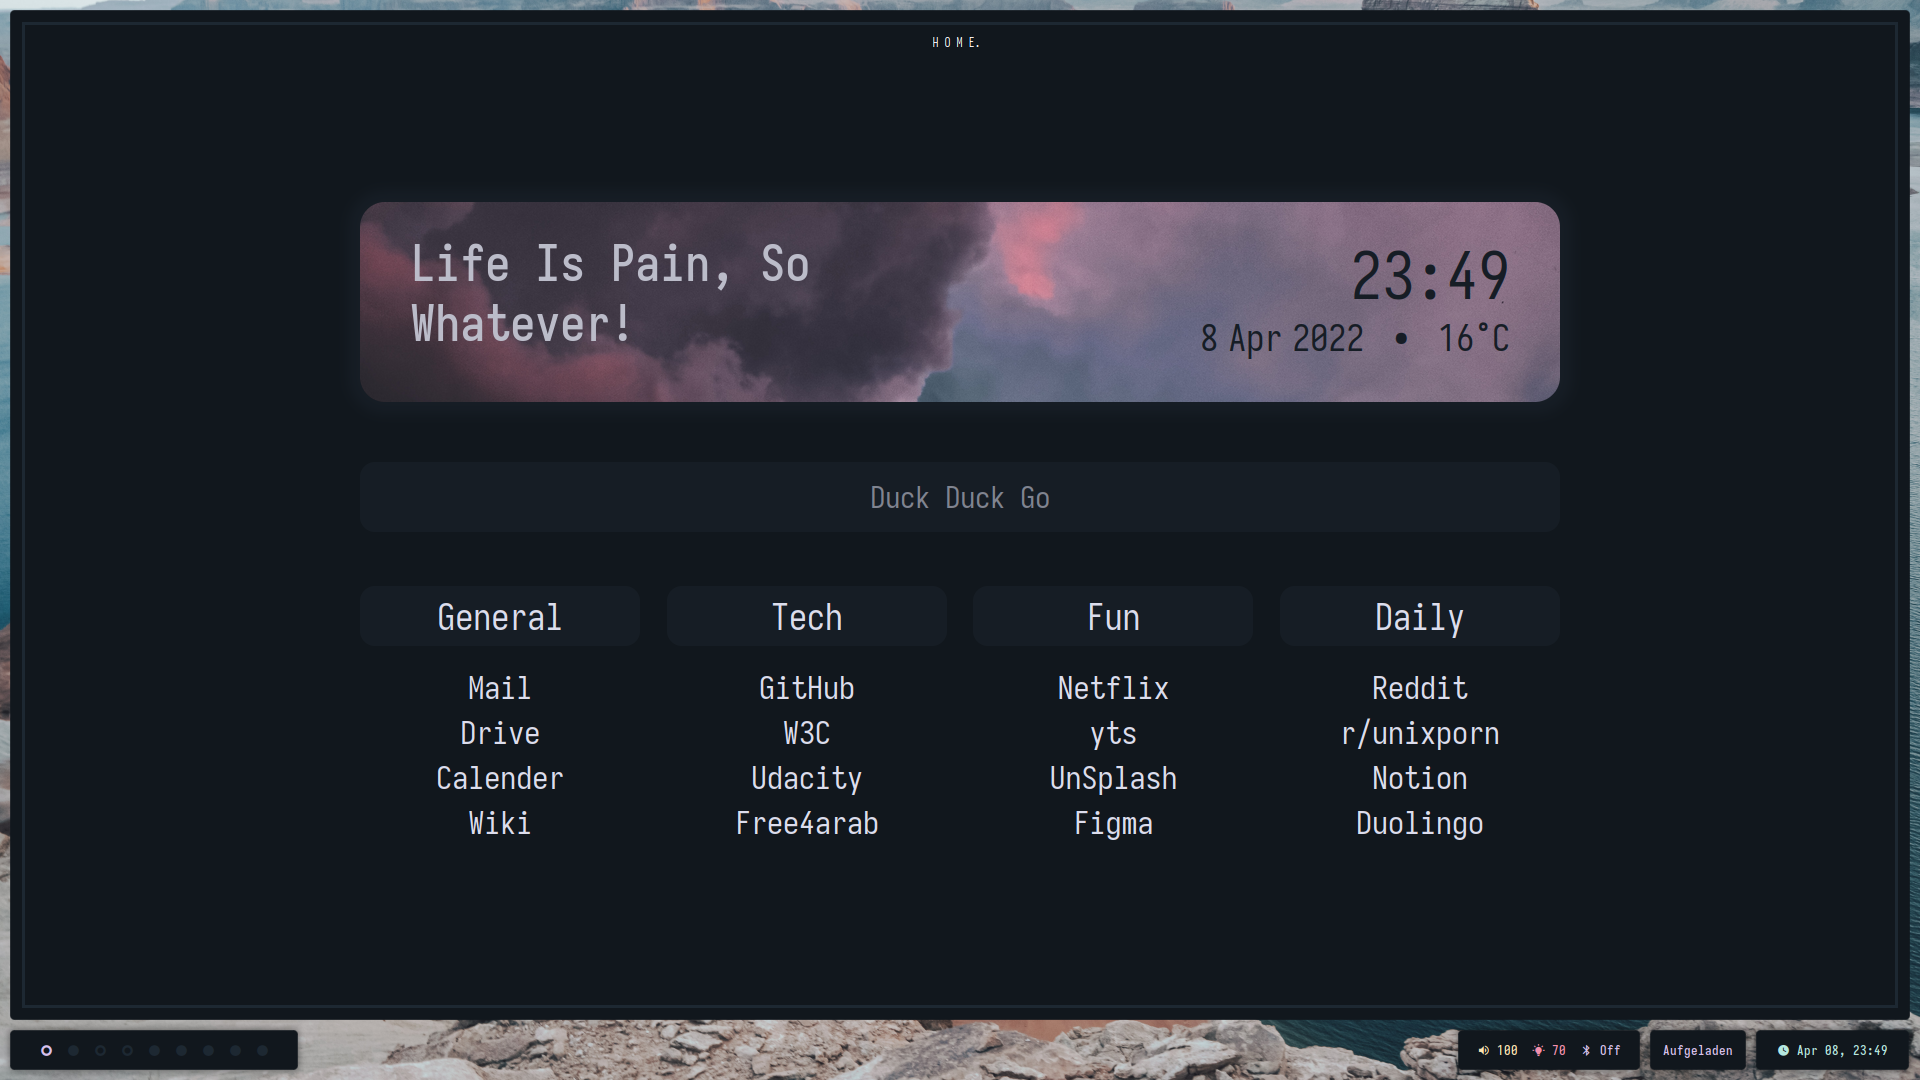 HOME.
Life Is Pain, So
Whatever!
23:49
8 Apr 2022 • 16°C
Duck Duck Go
General
Mail
Drive
Calender
Wiki
Tech
GitHub
W3C
Udacity
Free4arab
Fun
Netflix
yts
UnSplash
Figma
Daily
Reddit
r/unixporn
Notion
Duolingo
100 70 Off
Aufgeladen
Apr 08, 23:49